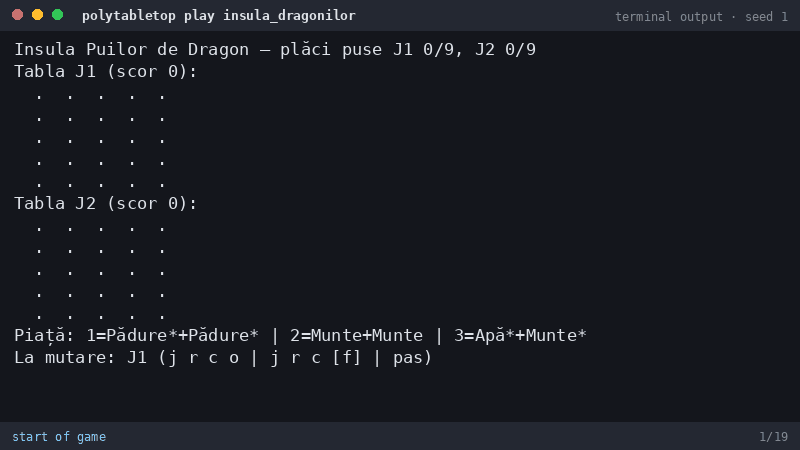 polytabletop play insula_dragonilor
terminal output · seed 1
Insula Puilor de Dragon — plăci puse J1 0/9, J2 0/9
Tabla J1 (scor 0):
. . . . .
. . . . .
. . . . .
. . . . .
. . . . .
Tabla J2 (scor 0):
. . . . .
. . . . .
. . . . .
. . . . .
. . . . .
Piață: 1=Pădure*+Pădure* | 2=Munte+Munte | 3=Apă*+Munte*
La mutare: J1 (j r c o | j r c [f] | pas)
start of game
1/19